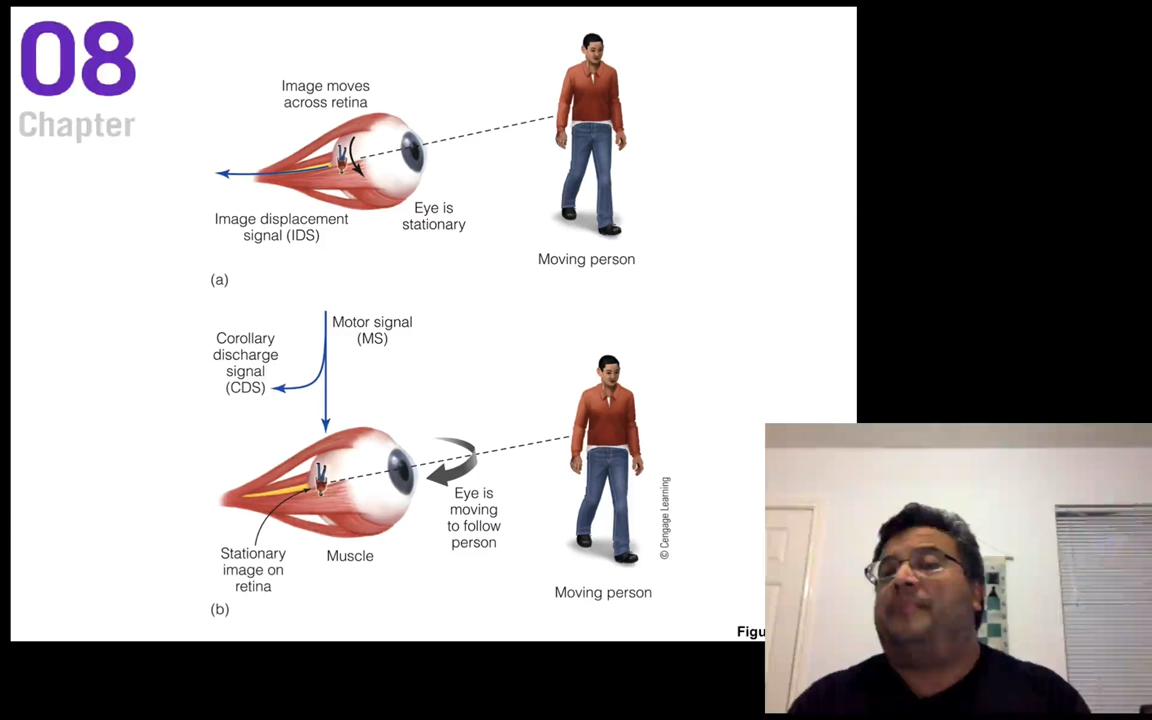 08
Chapter
Image moves
across retina
Image displacement
signal (IDS)
Eye is
stationary
Moving person
(a)
Motor signal
(MS)
Corollary
discharge
signal
(CDS)
Eye is
moving
to follow
person
Stationary
image on
retina
Muscle
© Cengage Learning
Moving person
(b)
Figu